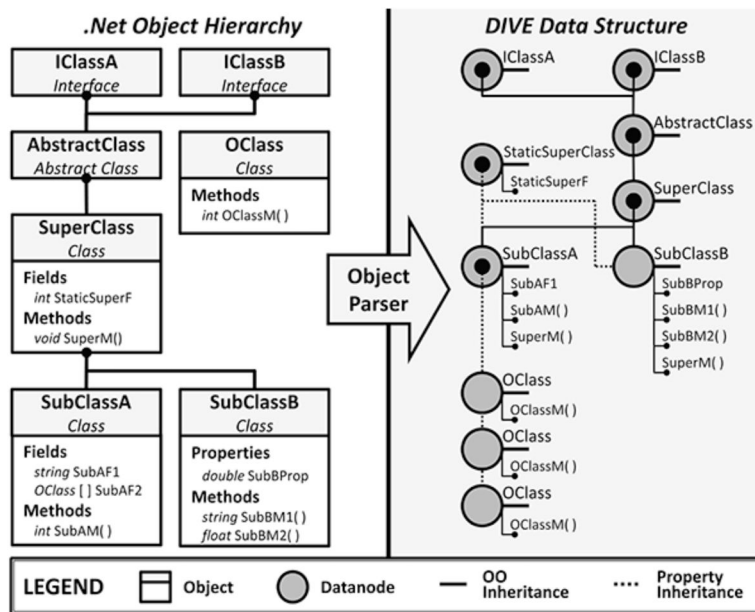 .Net Object Hierarchy
IClassA
Interface
IClassB
Interface
AbstractClass
Abstract Class
OClass
Class
Methods
int OClassM( )
SuperClass
Class
Fields
int StaticSuperF
Methods
void SuperM()
SubClassA
Class
Fields
string SubAF1
OClass [ ] SubAF2
Methods
int SubAM( )
SubClassB
Class
Properties
double SubBProp
Methods
string SubBM1( )
float SubBM2( )
Object
Parser
DIVE Data Structure
IClassA
IClassB
AbstractClass
StaticSuperClass
StaticSuperF
SuperClass
SubClassA
SubAF1
SubAM( )
SuperM( )
SubClassB
SubBProp
SubBM1( )
SubBM2( )
SuperM( )
OClass
OClassM( )
OClass
OClassM( )
OClass
OClassM( )
LEGEND
Object
Datanode
OO
Inheritance
Property
Inheritance